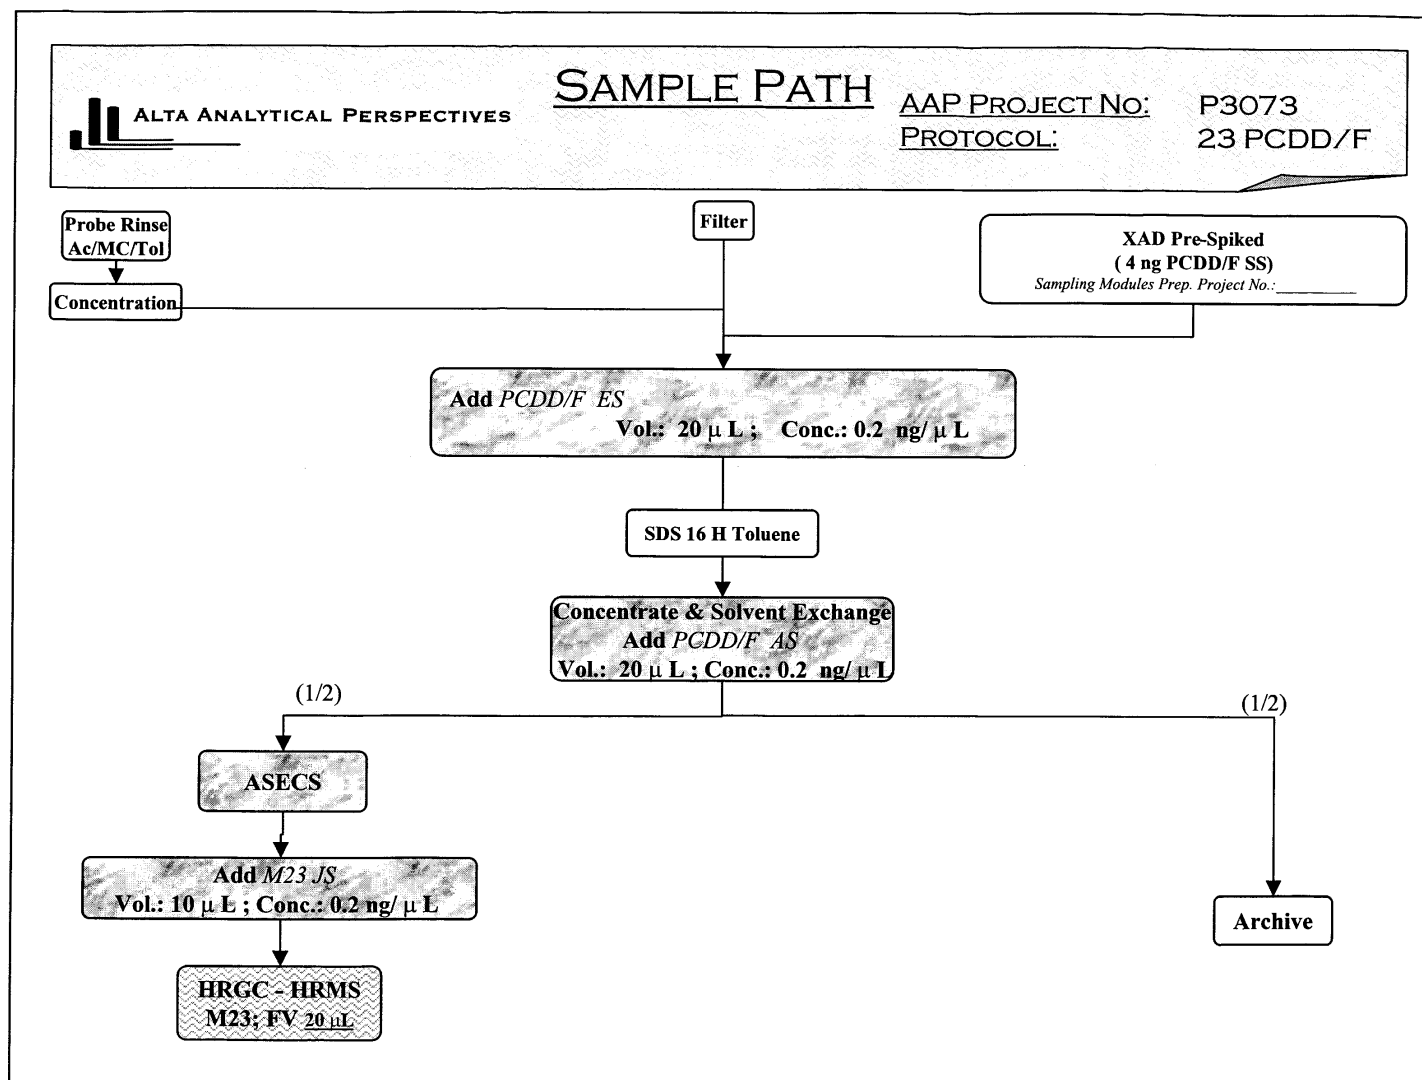 SAMPLE PATH
ALTA ANALYTICAL PERSPECTIVES
AAP PROJECT NO: P3073
PROTOCOL: 23 PCDD/F
Probe Rinse
Ac/MC/Tol
Filter
XAD Pre-Spiked
( 4 ng PCDD/F SS)
Sampling Modules Prep. Project No.:__________
Concentration
Add PCDD/F ES
Vol.: 20 µ L ; Conc.: 0.2 ng/ µ L
SDS 16 H Toluene
Concentrate & Solvent Exchange
Add PCDD/F AS
Vol.: 20 µ L ; Conc.: 0.2 ng/ µ L
(1/2)
(1/2)
ASECS
Add M23 JS
Vol.: 10 µ L ; Conc.: 0.2 ng/ µ L
Archive
HRGC - HRMS
M23; FV 20 µL